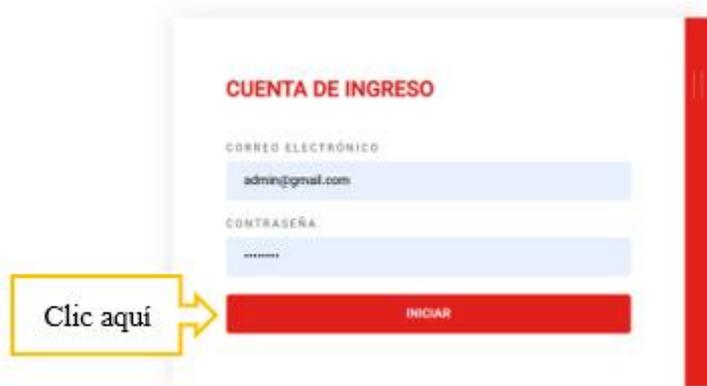 CUENTA DE INGRESO
CORREO ELECTRÓNICO
admin@gmail.com
CONTRASEÑA
••••••••
Clic aquí
INICIAR